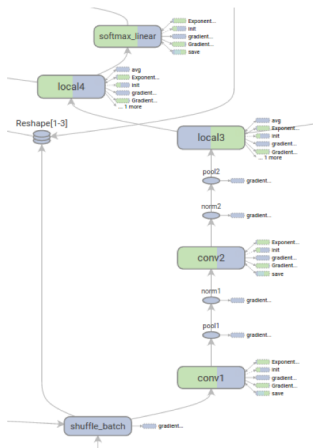 softmax_linear
Exponent...
init
gradient...
Gradient...
save
local4
avg
Exponent...
init
gradient...
Gradient...
... 1 more
Reshape[1-3]
local3
avg
Exponent...
init
gradient...
Gradient...
... 1 more
pool2
gradient...
norm2
gradient...
conv2
Exponent...
init
gradient...
Gradient...
save
norm1
gradient...
pool1
gradient...
conv1
Exponent...
init
gradient...
Gradient...
save
shuffle_batch
gradient...